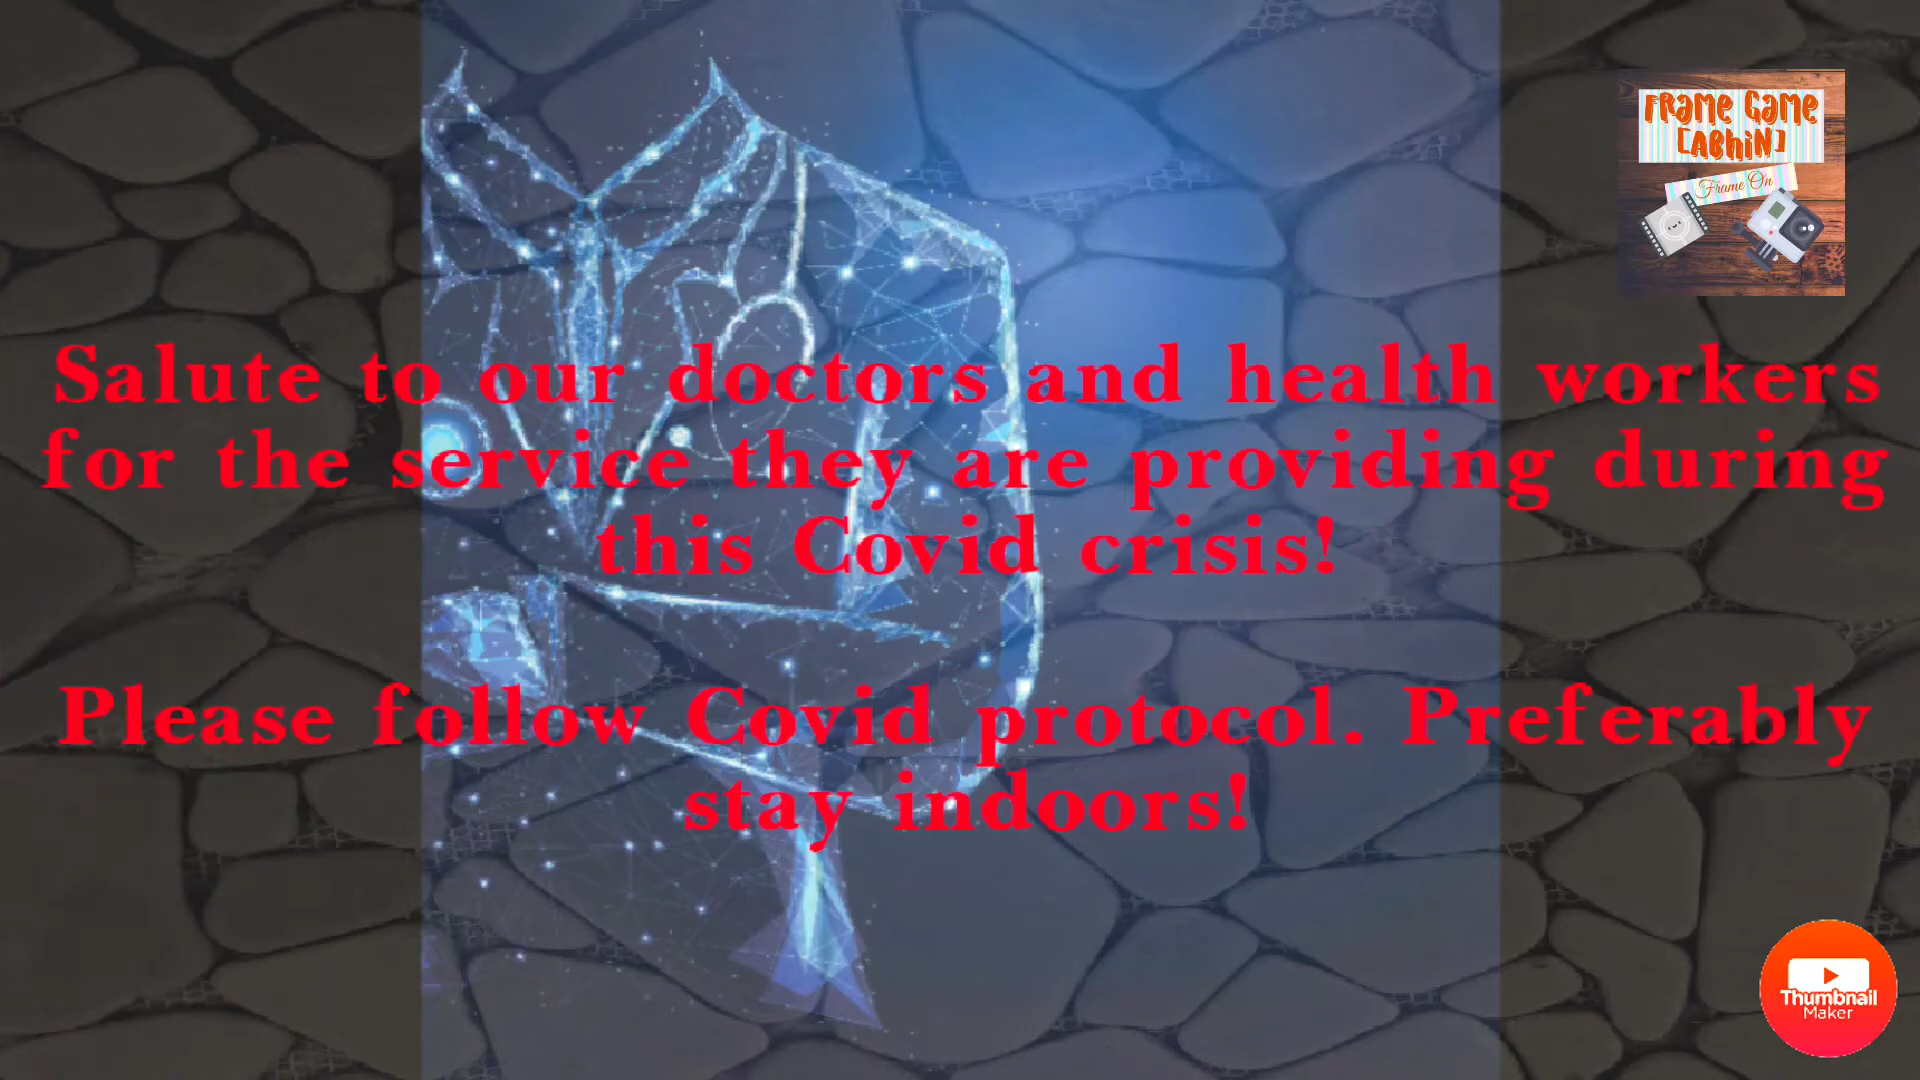 FRAME GAME
[ABHiN]
Frame On
Salute to our doctors and health workers
for the service they are providing during
this Covid crisis!
Please follow Covid protocol. Preferably
stay indoors!
Thumbnail
Maker